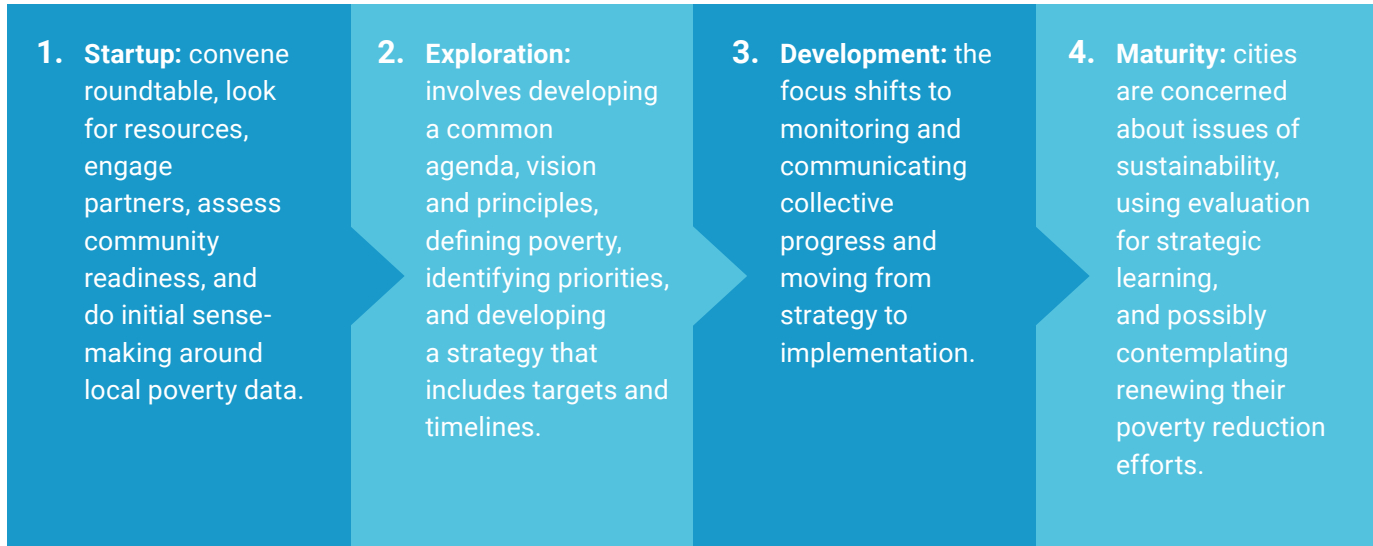 1. Startup: convene
roundtable, look
for resources,
engage
partners, assess
community
readiness, and
do initial sense-
making around
local poverty data.
2. Exploration:
involves developing
a common
agenda, vision
and principles,
defining poverty,
identifying priorities,
and developing
a strategy that
includes targets and
timelines.
3. Development: the
focus shifts to
monitoring and
communicating
collective
progress and
moving from
strategy to
implementation.
4. Maturity: cities
are concerned
about issues of
sustainability,
using evaluation
for strategic
learning,
and possibly
contemplating
renewing their
poverty reduction
efforts.